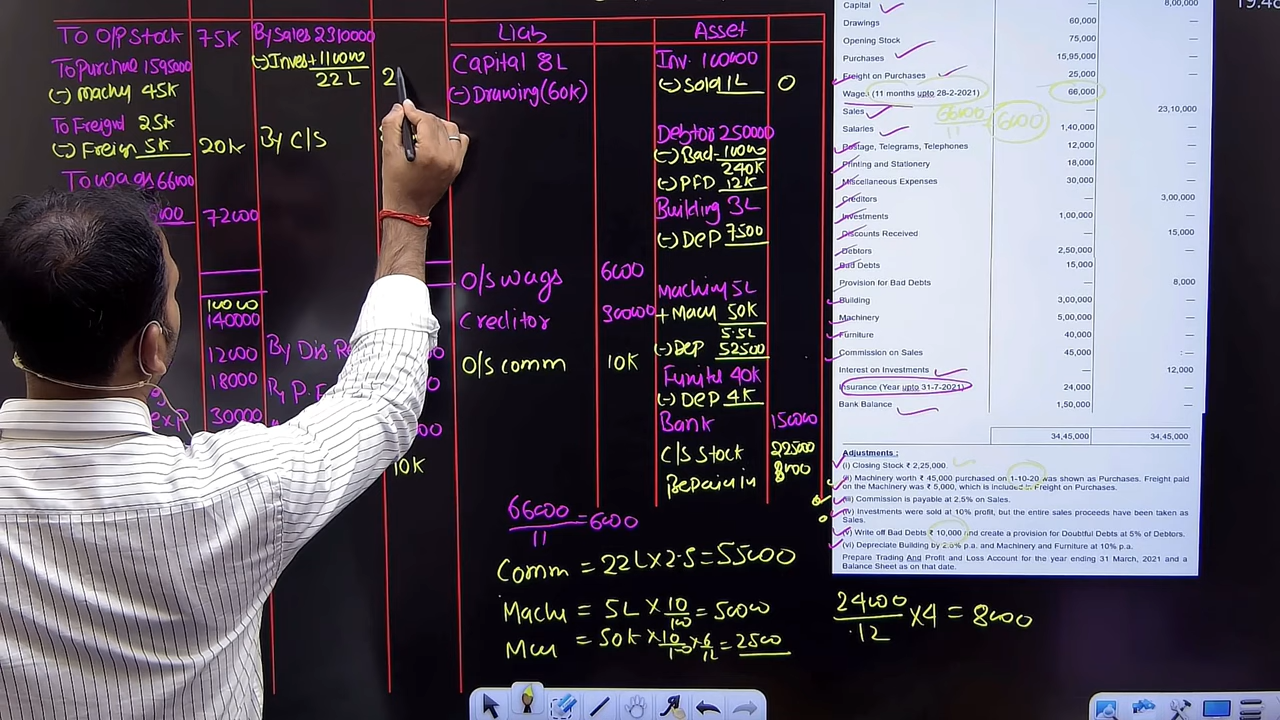 To O/P Stock 75K
To Purchase 1595000
(-) Machy 45K
To Freighd 25K
(-) Freign 5K 20K
To wages 66000
72000
10000
140000
12000
18000
30000
By Sales 2310000
(-) Inves+ 110000
22L 2
By C/S
10K
Liab
Capital 8L
(-) Drawing (60K)
O/s wags 6000
Creditor 300000
O/s comm 10K
Asset
Inv. 100000
(-) Sold 1L 0
Debtor 250000
(-) Bad - 10000
240K
(-) PFD 12K
Building 3L
(-) Dep 7500
Machiny 5L
+ Mach 50K
5.5L
(-) Dep 52500
Funitel 40K
(-) Dep 4K
Bank 150000
C/S Stock 225000
8000
66000 / 11 = 6000
Comm = 22L × 2.5 = 55000
Machi = 5L × 10/100 = 50000
= 50K × 10/100 × 6/12 = 2500
24000 / 12 × 4 = 8000
19:48
Capital — 8,00,000
Drawings 60,000 —
Opening Stock 75,000 —
Purchases 15,95,000 —
Freight on Purchases 25,000 —
Wages (11 months upto 28-2-2021) 66,000 —
66000 / 11 = 6000
Sales — 23,10,000
Salaries 1,40,000 —
Postage, Telegrams, Telephones 12,000 —
Printing and Stationery 18,000 —
Miscellaneous Expenses 30,000 —
Creditors — 3,00,000
Investments 1,00,000 —
Discounts Received — 15,000
Debtors 2,50,000 —
Bad Debts 15,000 —
Provision for Bad Debts — 8,000
Building 3,00,000 —
Machinery 5,00,000 —
Furniture 40,000 —
Commission on Sales 45,000 —
Interest on Investments — 12,000
Insurance (Year upto 31-7-2021) 24,000 —
Bank Balance 1,50,000 —
34,45,000 34,45,000
Adjustments :
(i) Closing Stock ₹ 2,25,000.
(ii) Machinery worth ₹ 45,000 purchased on 1-10-20 was shown as Purchases. Freight paid
on the Machinery was ₹ 5,000, which is included in Freight on Purchases.
(iii) Commission is payable at 2.5% on Sales.
(iv) Investments were sold at 10% profit, but the entire sales proceeds have been taken as
Sales.
(v) Write off Bad Debts ₹ 10,000 and create a provision for Doubtful Debts at 5% of Debtors.
(vi) Depreciate Building by 2.5% p.a. and Machinery and Furniture at 10% p.a.
Prepare Trading And Profit and Loss Account for the year ending 31 March, 2021 and a
Balance Sheet as on that date.